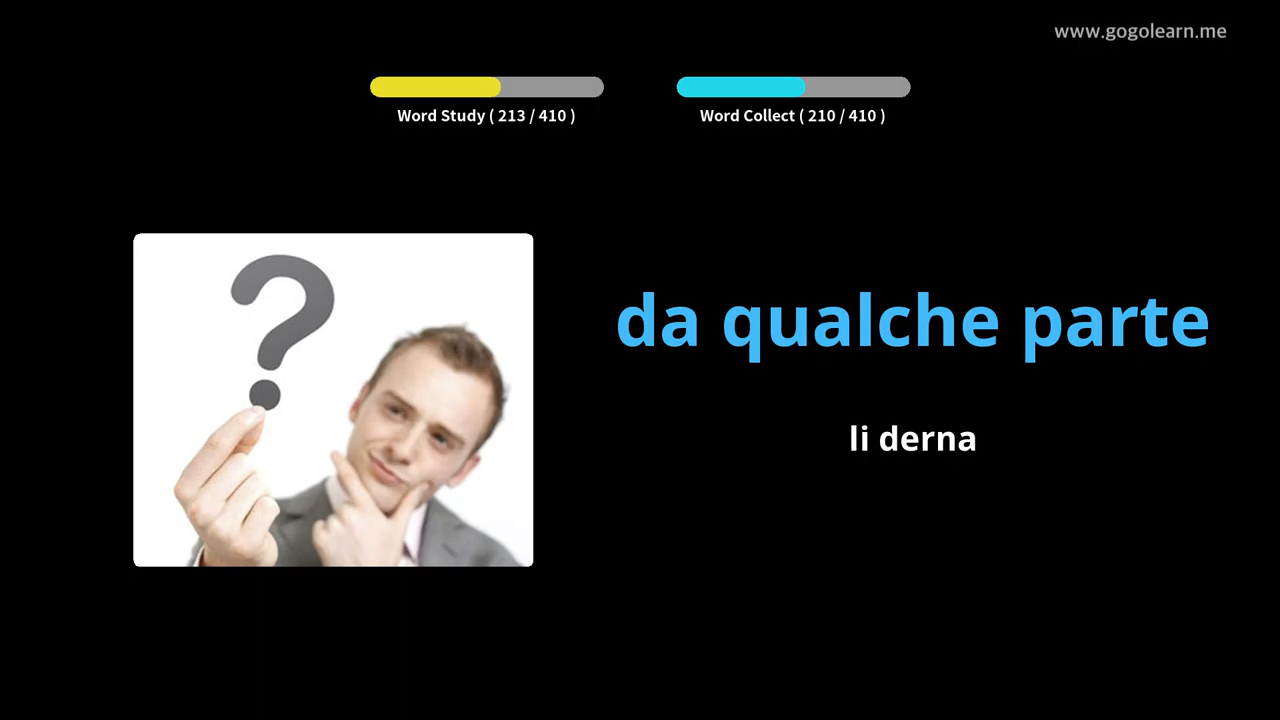 www.gogolearn.me
Word Study ( 213 / 410 )
Word Collect ( 210 / 410 )
da qualche parte
li derna